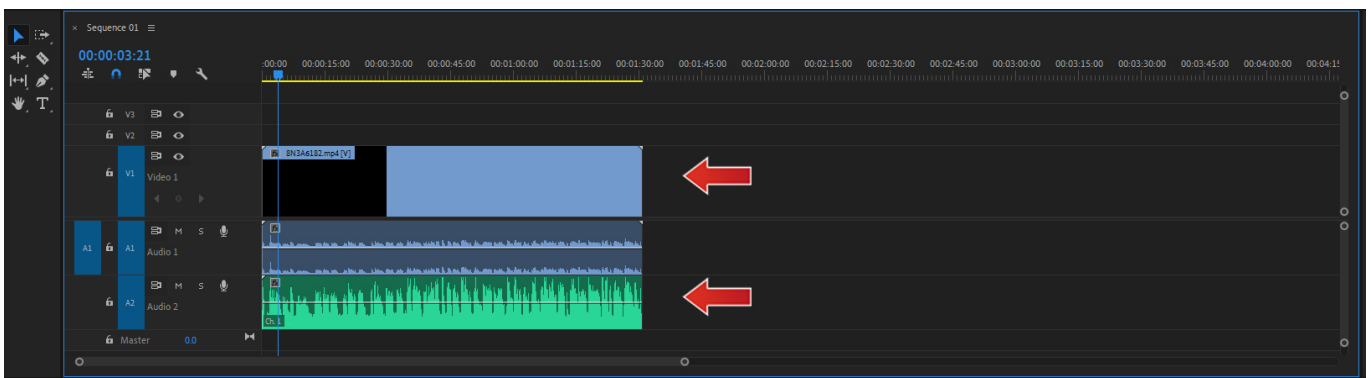 × Sequence 01 ≡
00:00:03:21
:00:00 00:00:15:00 00:00:30:00 00:00:45:00 00:01:00:00 00:01:15:00 00:01:30:00 00:01:45:00 00:02:00:00 00:02:15:00 00:02:30:00 00:02:45:00 00:03:00:00 00:03:15:00 00:03:30:00 00:03:45:00 00:04:00:00 00:04:15
T
V3
V2
8N3A6182.mp4 [V]
V1 Video 1
M S
A1 A1 Audio 1
M S
A2 Audio 2
Ch. 1
Master 0.0